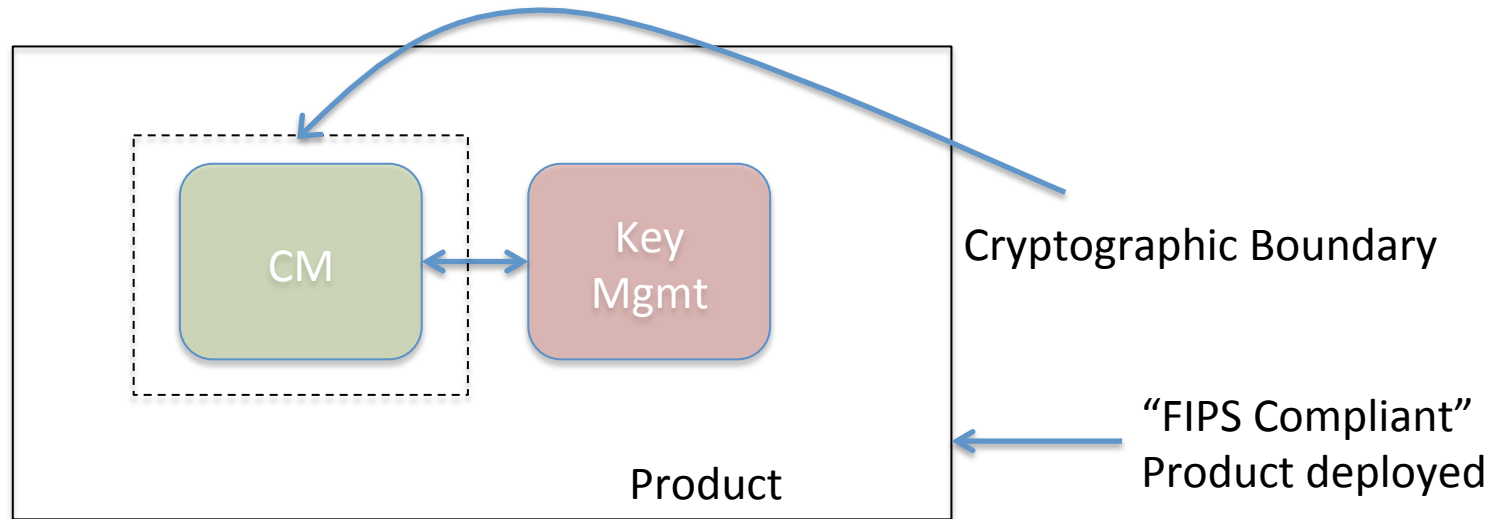 CM
Key
Mgmt
Cryptographic Boundary
“FIPS Compliant”
Product deployed
Product